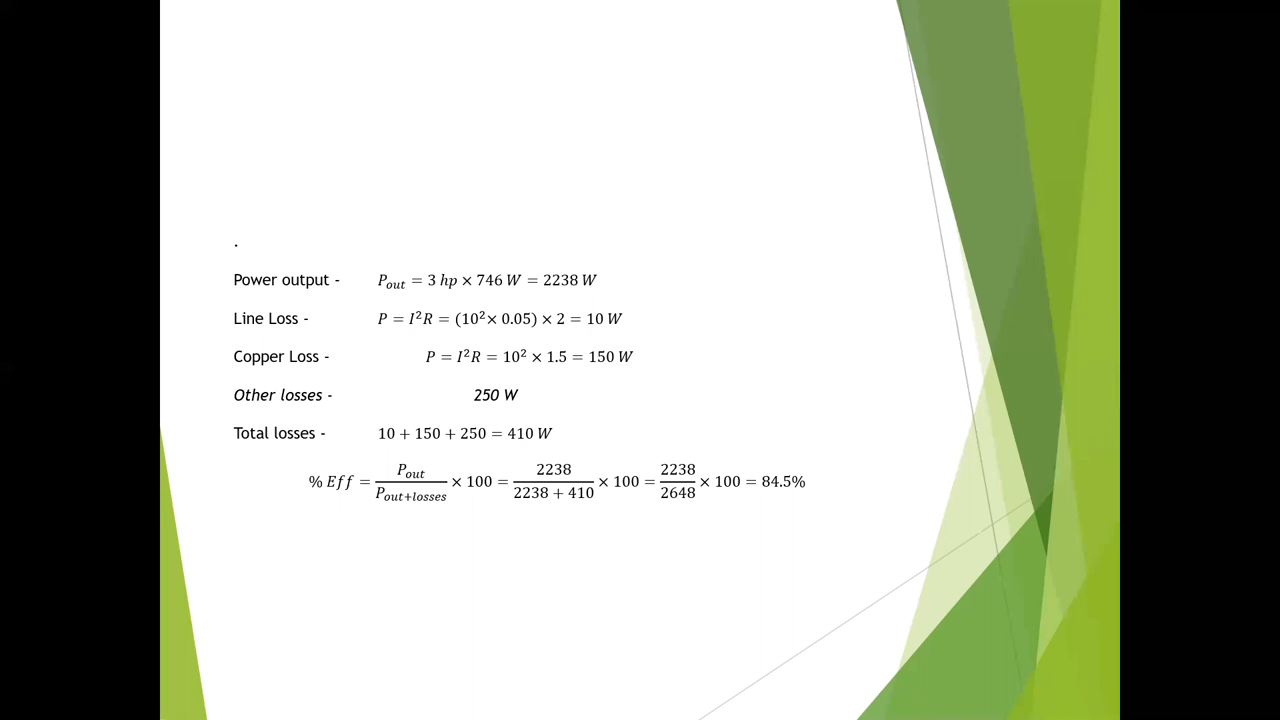 .
Power output - P_out = 3 hp × 746 W = 2238 W
Line Loss - P = I²R = (10²× 0.05) × 2 = 10 W
Copper Loss - P = I²R = 10² × 1.5 = 150 W
Other losses - 250 W
Total losses - 10 + 150 + 250 = 410 W
% Eff = P_out / P_out+losses × 100 = 2238 / 2238 + 410 × 100 = 2238 / 2648 × 100 = 84.5%